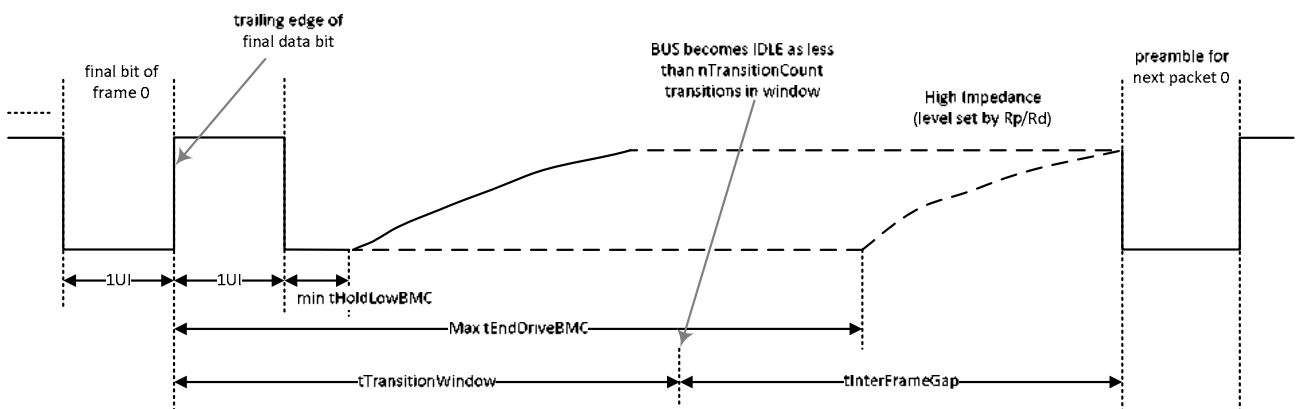 trailing edge of
final data bit
final bit of
frame 0
BUS becomes IDLE as less
than nTransitionCount
transitions in window
preamble for
next packet 0
High Impedance
(level set by Rp/Rd)
1UI
1UI
min tHoldLowBMC
Max tEndDriveBMC
tTransitionWindow
tInterFrameGap